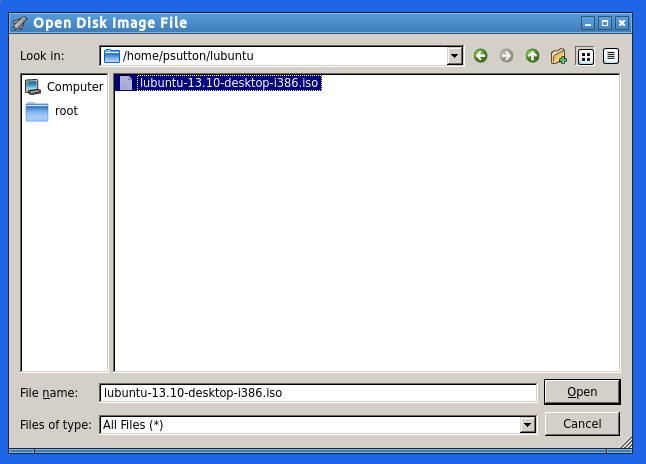 Open Disk Image File
Look in: /home/psutton/lubuntu
Computer
root
lubuntu-13.10-desktop-i386.iso
File name: lubuntu-13.10-desktop-i386.iso Open
Files of type: All Files (*) Cancel